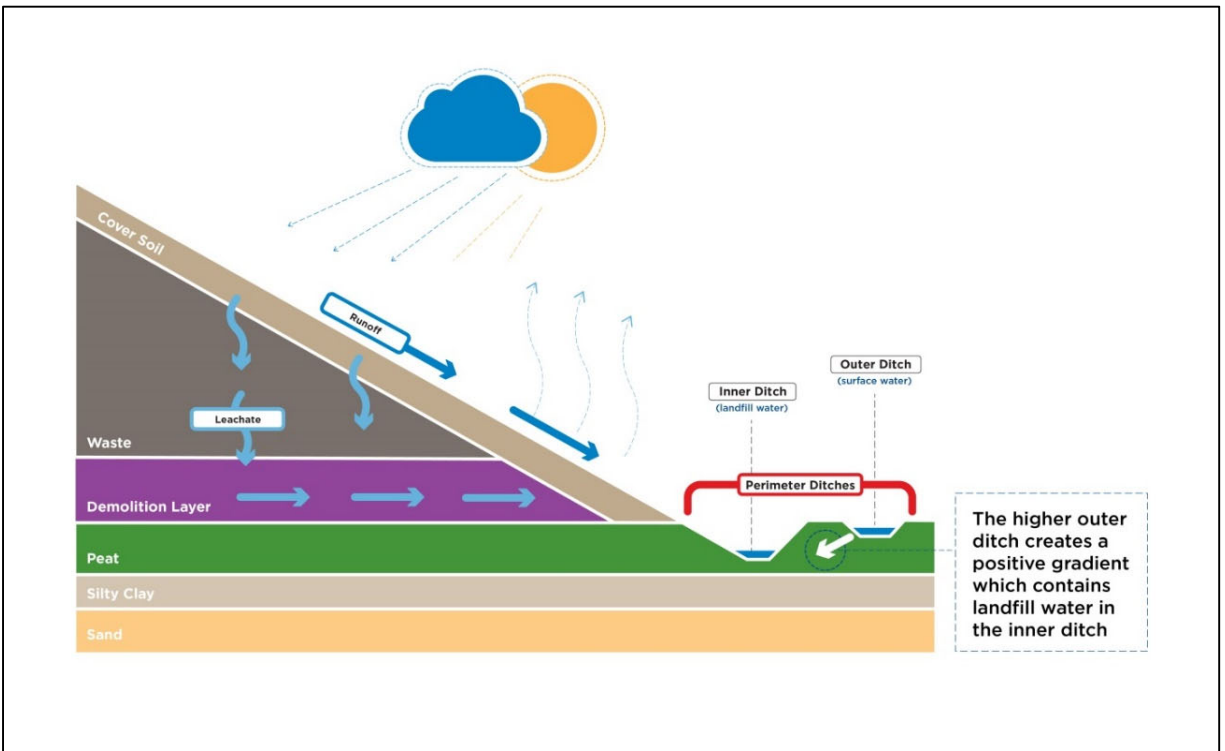 Cover Soil
Runoff
Leachate
Waste
Demolition Layer
Peat
Silty Clay
Sand
Inner Ditch
(landfill water)
Outer Ditch
(surface water)
Perimeter Ditches
The higher outer
ditch creates a
positive gradient
which contains
landfill water in
the inner ditch